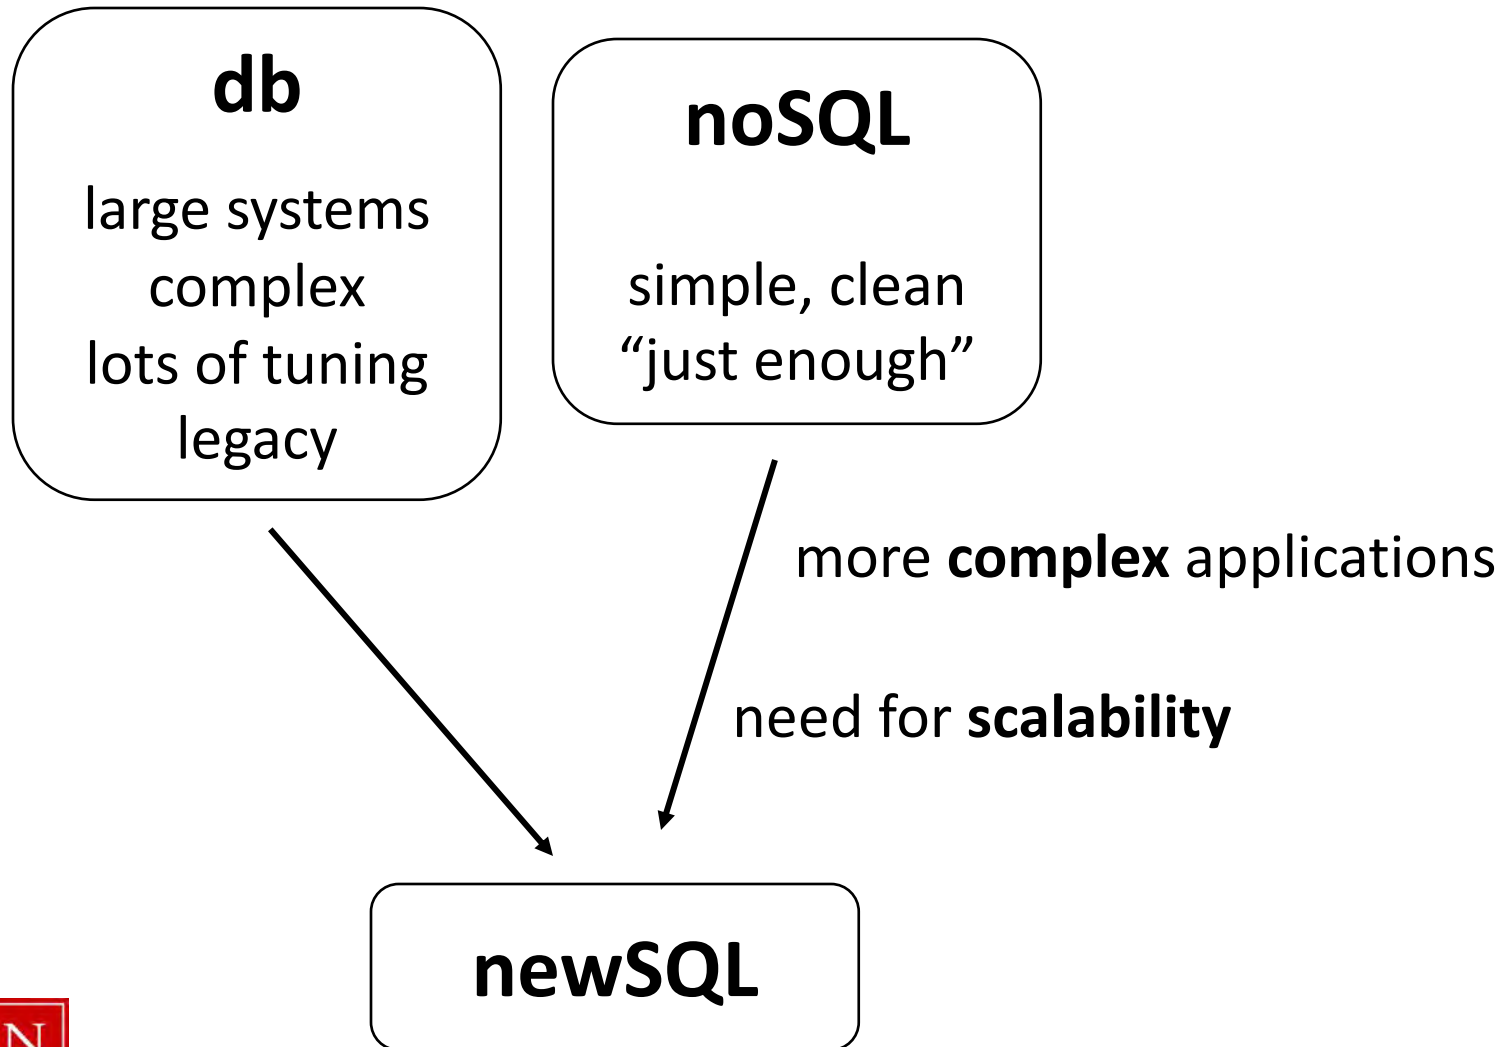 db
large systems
complex
lots of tuning
legacy
noSQL
simple, clean
“just enough”
more complex applications
need for scalability
newSQL
N